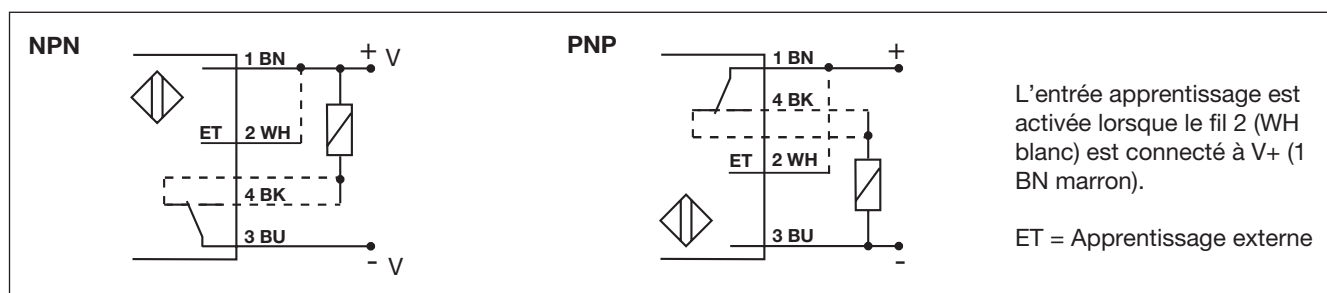 NPN
1 BN
+ V
ET
2 WH
4 BK
3 BU
- V
PNP
1 BN
+
4 BK
ET
2 WH
3 BU
-
L'entrée apprentissage est
activée lorsque le fil 2 (WH
blanc) est connecté à V+ (1
BN marron).
ET = Apprentissage externe